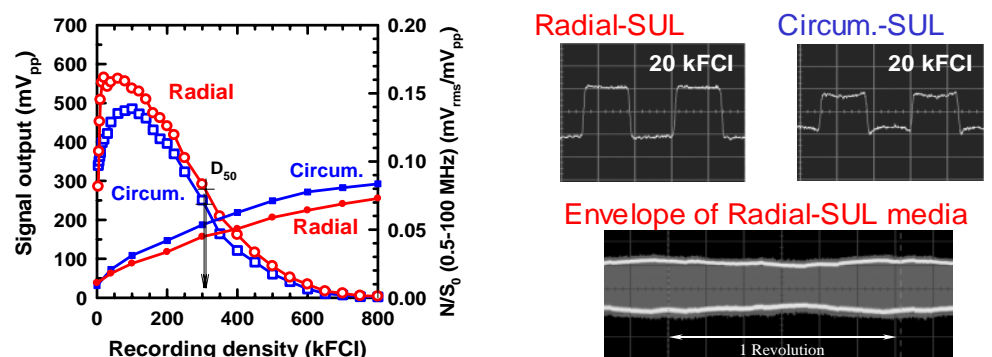 Signal output (mVpp)
700
600
500
400
300
200
100
0
Radial
Circum.
D50
Circum.
Radial
0.20
0.15
0.10
0.05
0.00
N/S0 (0.5-100 MHz) (mVrms/mVpp)
0 200 400 600 800
Recording density (kFCI)
Radial-SUL
20 kFCI
Circum.-SUL
20 kFCI
Envelope of Radial-SUL media
1 Revolution